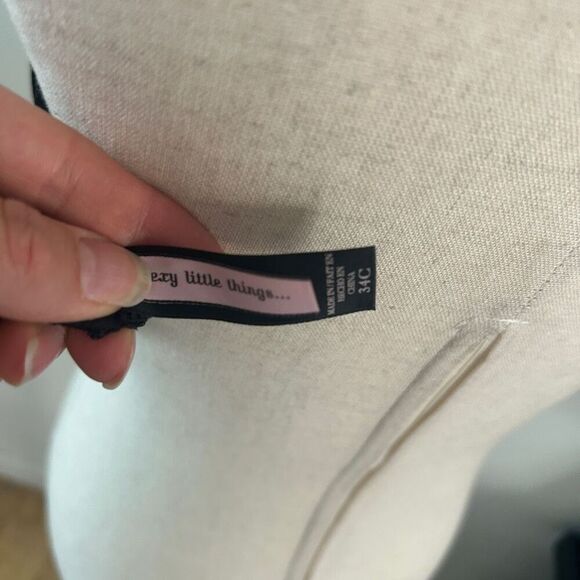 exy little things...
MADE IN / FAIT EN
HECHO EN
CHINA
34C